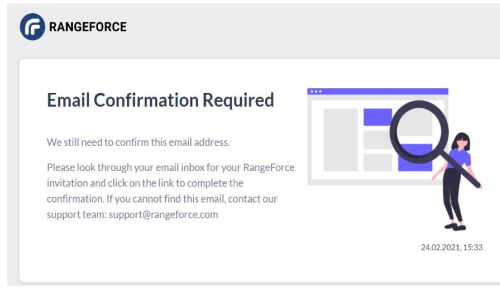 RANGEFORCE
Email Confirmation Required
We still need to confirm this email address.
Please look through your email inbox for your RangeForce
invitation and click on the link to complete the
confirmation. If you cannot find this email, contact our
support team: support@rangeforce.com
24.02.2021, 15:33